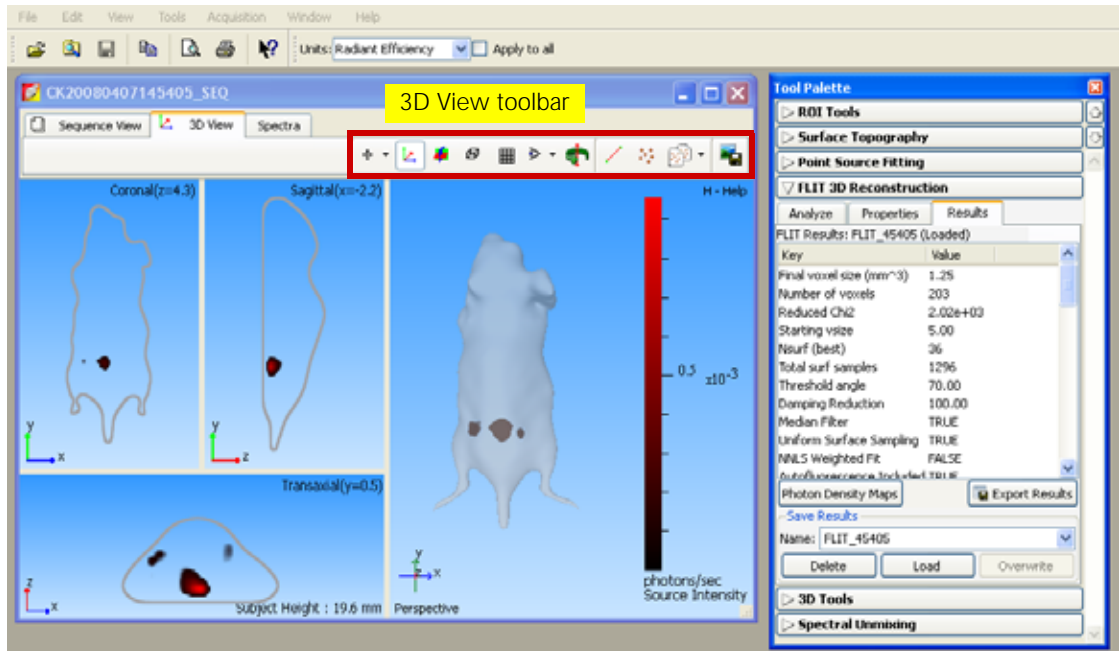 File Edit View Tools Acquisition Window Help
Units: Radiant Efficiency Apply to all
CK20080407145405_SEQ
3D View toolbar
Sequence View 3D View Spectra
Coronal(z=4.3)
y
x
Sagittal(x=-2.2)
y
z
Transaxial(y=0.5)
z
x
Subject Height : 19.6 mm
H - Help
0.5 x10-3
y
z x
Perspective
photons/sec
Source Intensity
Tool Palette
ROI Tools
Surface Topography
Point Source Fitting
FLIT 3D Reconstruction
Analyze Properties Results
FLIT Results: FLIT_45405 (Loaded)
Key Value
Final voxel size (mm^3) 1.25
Number of voxels 203
Reduced Chi2 2.02e+03
Starting vsize 5.00
Nsurf (best) 36
Total surf samples 1296
Threshold angle 70.00
Damping Reduction 100.00
Median Filter TRUE
Uniform Surface Sampling TRUE
NNLS Weighted Fit FALSE
Autofluorescence Included TRUE
Photon Density Maps Export Results
Save Results
Name: FLIT_45405
Delete Load Overwrite
3D Tools
Spectral Unmixing